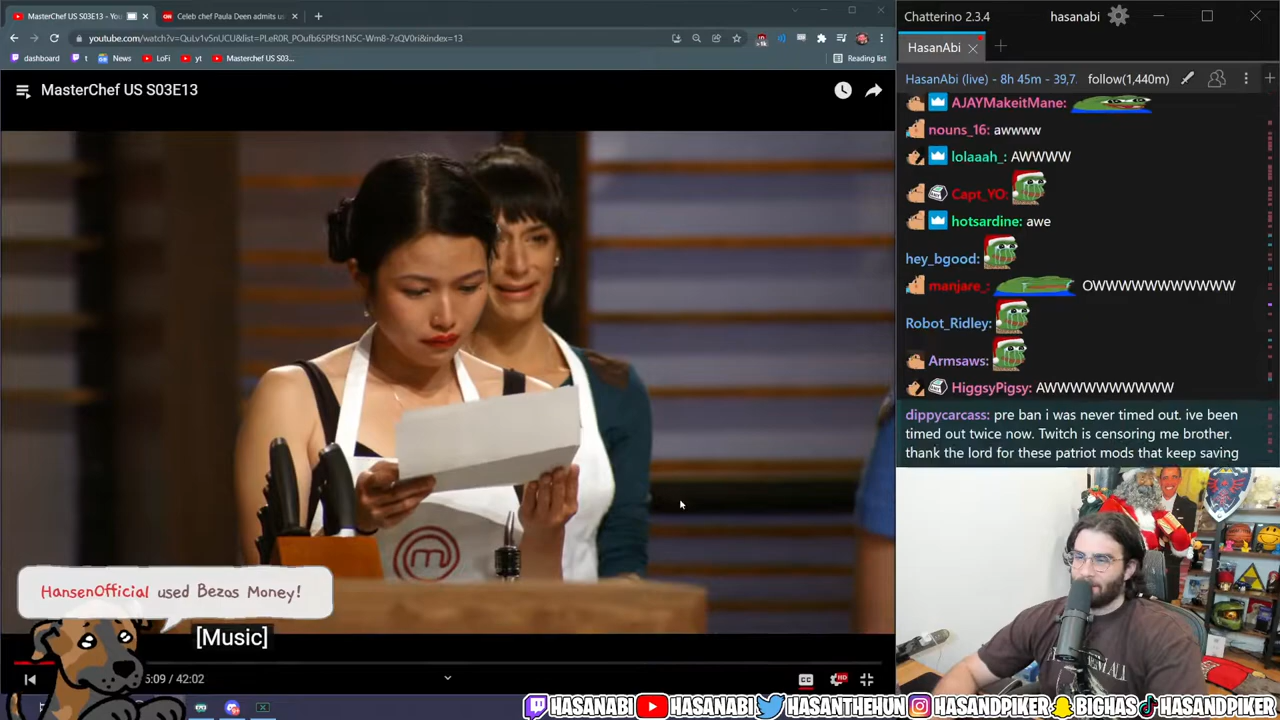 MasterChef US S03E13 - Yo
Celeb chef Paula Deen admits us
youtube.com/watch?v=QuLv1v5nUCU&list=PLeR0R_POufb65PfSt1N5C-Wm8-7sQV0ri&index=13
dashboard
t
News
LoFi
yt
Masterchef US S03...
Reading list
MasterChef US S03E13
HansenOfficial used Bezos Money!
[Music]
5:09 / 42:02
HD
Chatterino 2.3.4
hasanabi
HasanAbi
HasanAbi (live) - 8h 45m - 39,7
follow(1,440m)
AJAYMakeitMane:
nouns_16: awwww
lolaaah_: AWWWW
Capt_YO:
hotsardine: awe
hey_bgood:
manjare_: OWWWWWWWWWWW
Robot_Ridley:
Armsaws:
HiggsyPigsy: AWWWWWWWWWW
dippycarcass: pre ban i was never timed out. ive been
timed out twice now. Twitch is censoring me brother.
thank the lord for these patriot mods that keep saving
HASANABI HASANABI HASANTHEHUN HASANDPIKER BIGHAS HASANDPIKER